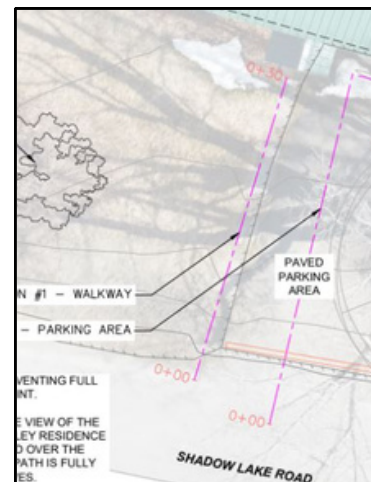 0+30
N #1 – WALKWAY
PAVED
PARKING
AREA
– PARKING AREA
0+00
VENTING FULL
INT.
E VIEW OF THE
LEY RESIDENCE
O OVER THE
PATH IS FULLY
VES.
0+00
SHADOW LAKE ROAD